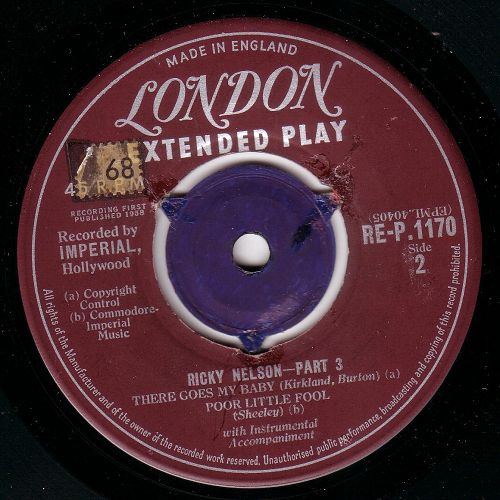 MADE IN ENGLAND
LONDON
EXTENDED PLAY
68
45 R.P.M
RECORDING FIRST
PUBLISHED 1958
Recorded by
IMPERIAL,
Hollywood
(a) Copyright
Control
(b) Commodore-
Imperial
Music
(EPML.40405)
RE-P.1170
Side
2
RICKY NELSON—PART 3
THERE GOES MY BABY (Kirkland, Burton) (a)
POOR LITTLE FOOL
(Sheeley) (b)
with Instrumental
Accompaniment
All rights of the Manufacturer and of the owner of the recorded work reserved. Unauthorised public performance, broadcasting and copying of this record prohibited.